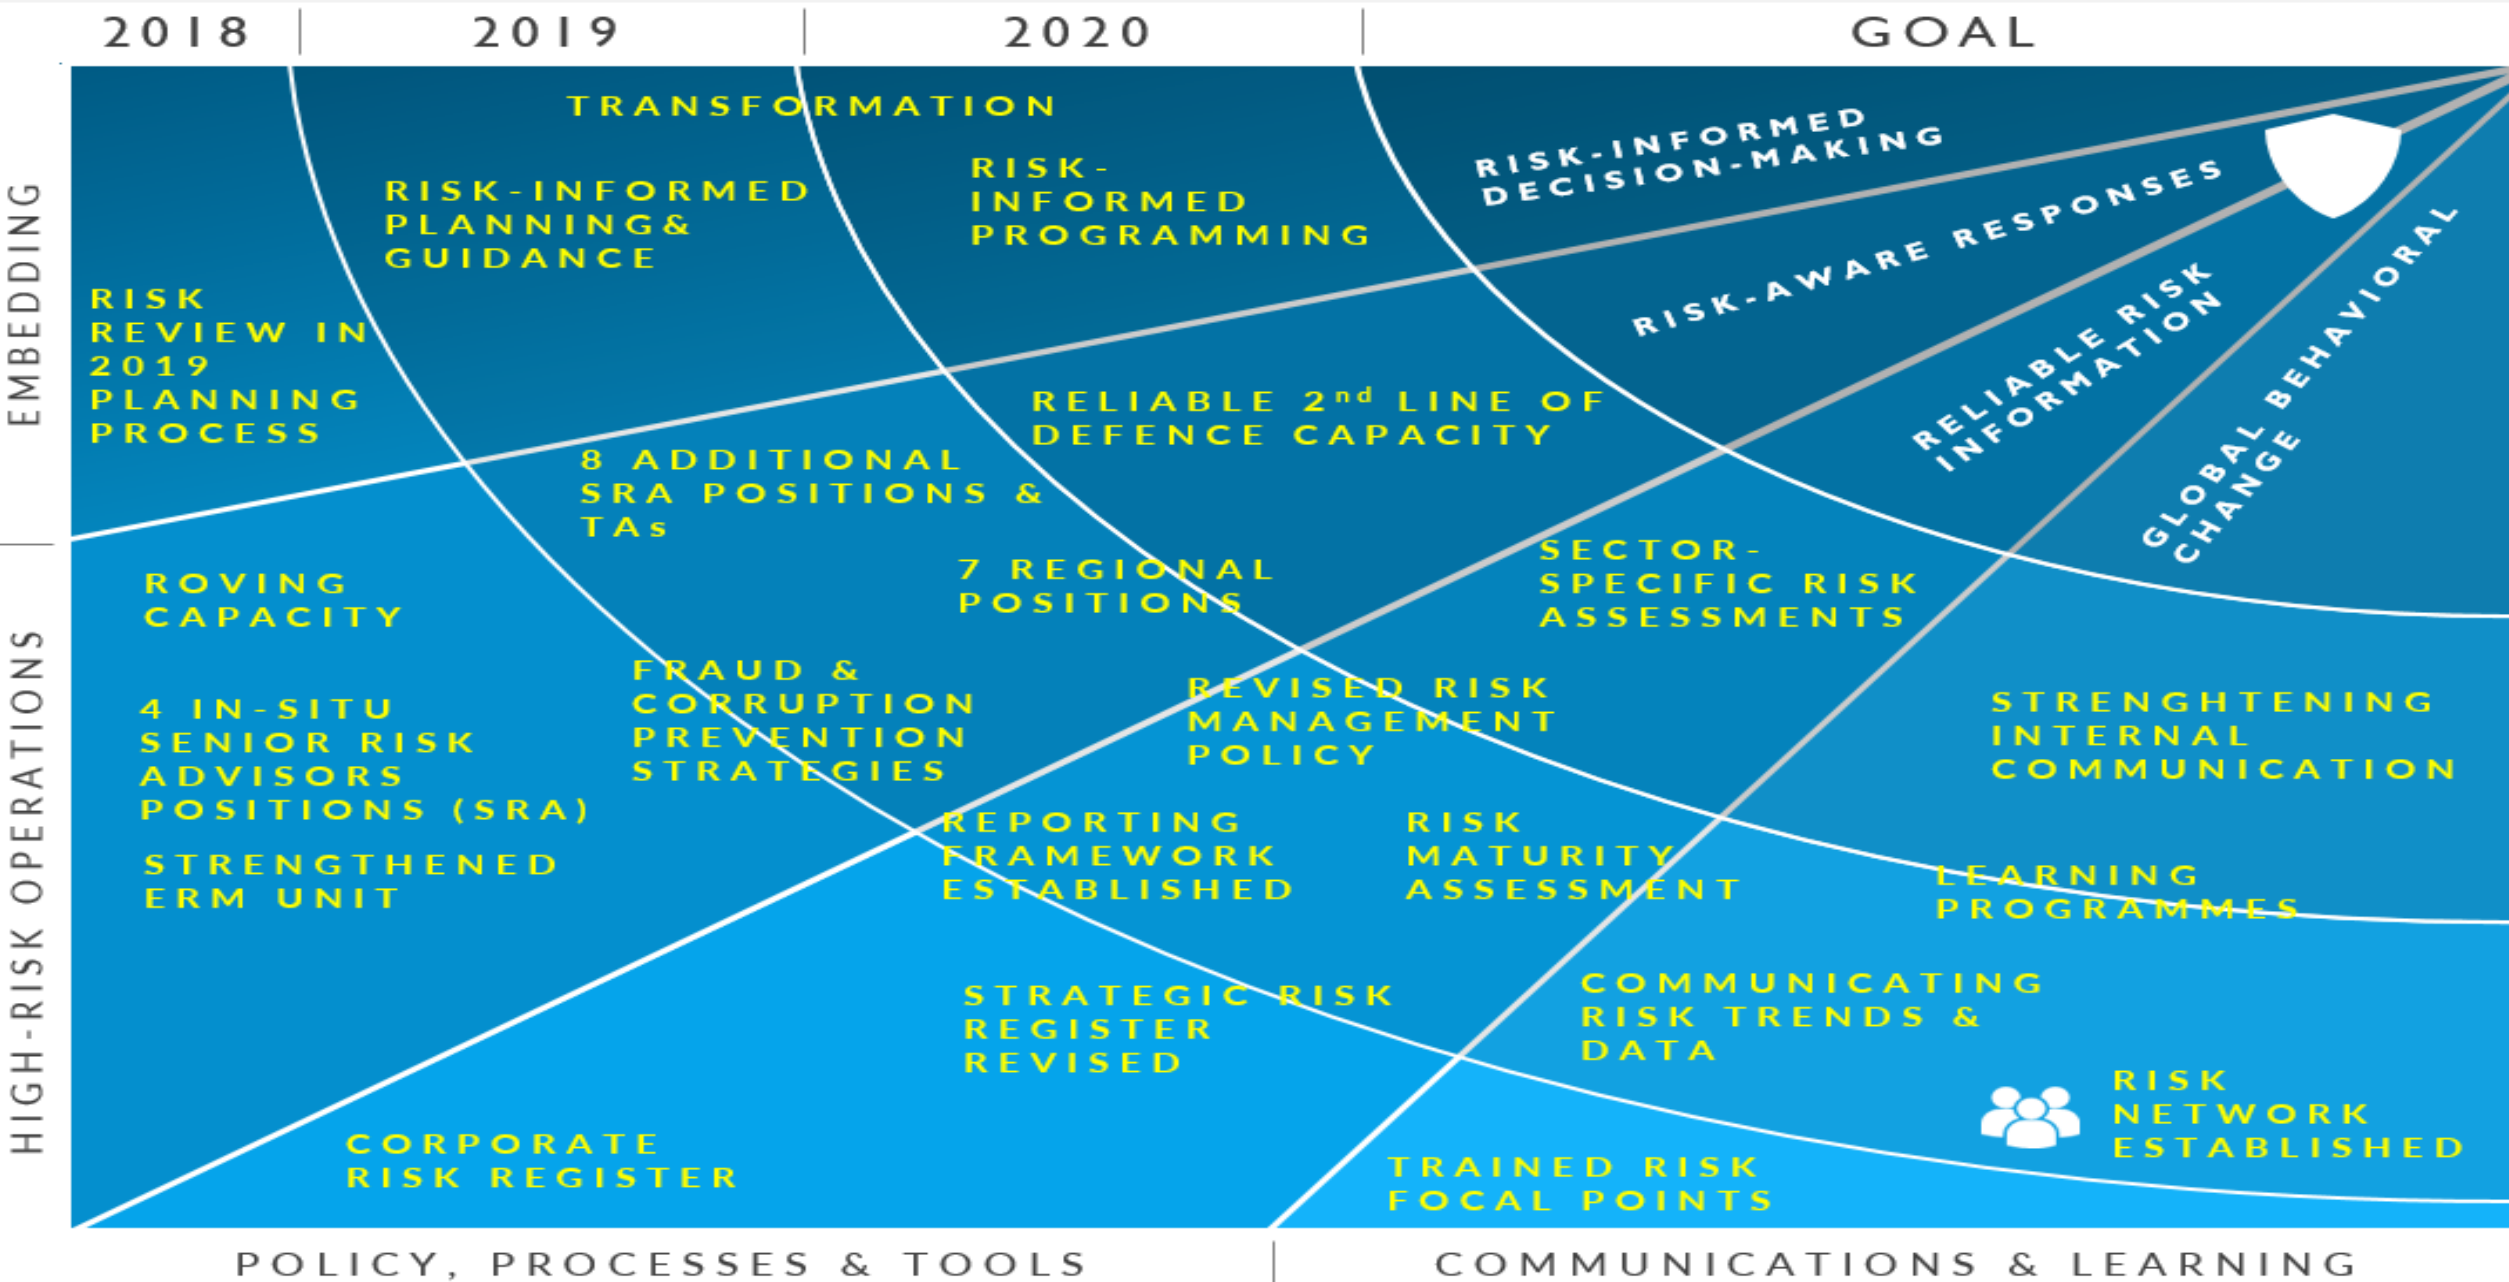 2018
2019
2020
GOAL
EMBEDDING
HIGH-RISK OPERATIONS
TRANSFORMATION
RISK-INFORMED
PLANNING&
GUIDANCE
RISK-
INFORMED
PROGRAMMING
RISK-INFORMED
DECISION-MAKING
RISK-AWARE RESPONSES
RELIABLE RISK
INFORMATION
GLOBAL BEHAVIORAL
CHANGE
RISK
REVIEW IN
2019
PLANNING
PROCESS
RELIABLE 2nd LINE OF
DEFENCE CAPACITY
8 ADDITIONAL
SRA POSITIONS &
TAs
7 REGIONAL
POSITIONS
SECTOR-
SPECIFIC RISK
ASSESSMENTS
ROVING
CAPACITY
4 IN-SITU
SENIOR RISK
ADVISORS
POSITIONS (SRA)
STRENGTHENED
ERM UNIT
FRAUD &
CORRUPTION
PREVENTION
STRATEGIES
REVISED RISK
MANAGEMENT
POLICY
STRENGHTENING
INTERNAL
COMMUNICATION
REPORTING
FRAMEWORK
ESTABLISHED
RISK
MATURITY
ASSESSMENT
LEARNING
PROGRAMMES
STRATEGIC RISK
REGISTER
REVISED
COMMUNICATING
RISK TRENDS &
DATA
RISK
NETWORK
ESTABLISHED
CORPORATE
RISK REGISTER
TRAINED RISK
FOCAL POINTS
POLICY, PROCESSES & TOOLS
COMMUNICATIONS & LEARNING